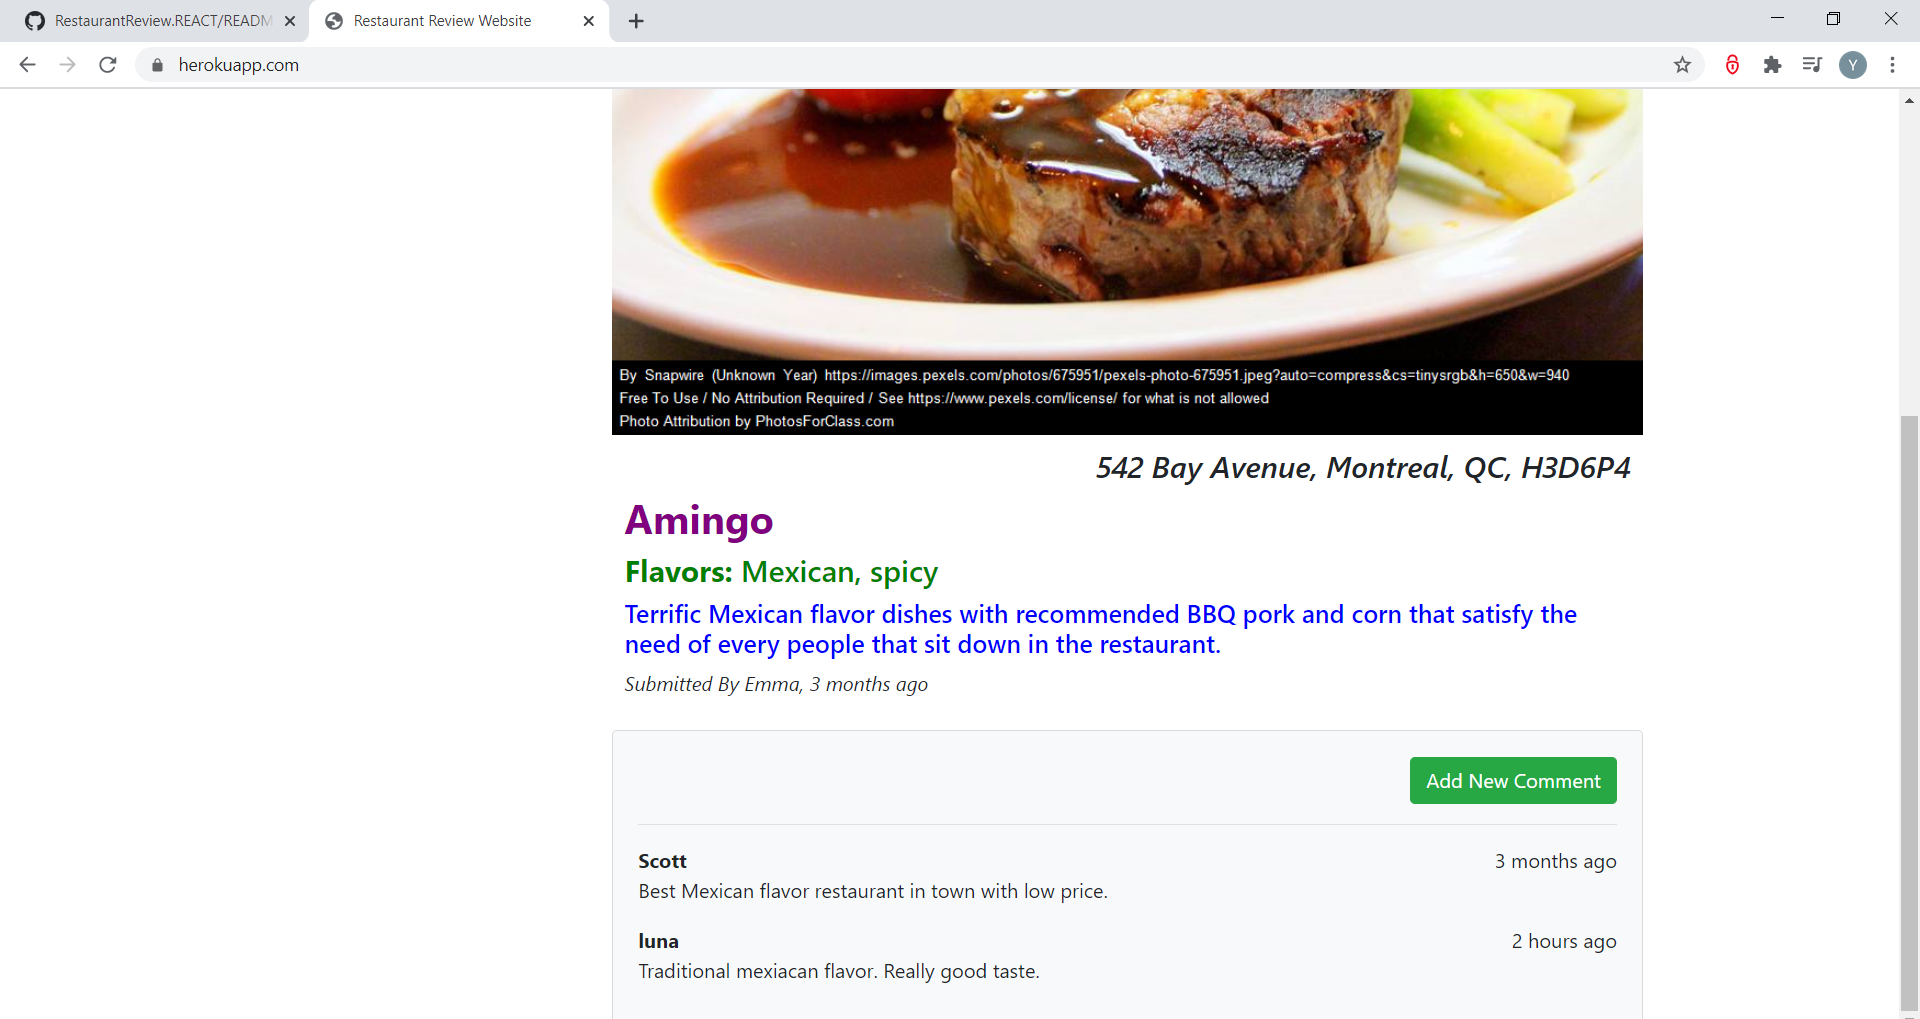 RestaurantReview.REACT/READM
Restaurant Review Website
herokuapp.com
Y
By Snapwire (Unknown Year) https://images.pexels.com/photos/675951/pexels-photo-675951.jpeg?auto=compress&cs=tinysrgb&h=650&w=940
Free To Use / No Attribution Required / See https://www.pexels.com/license/ for what is not allowed
Photo Attribution by PhotosForClass.com
542 Bay Avenue, Montreal, QC, H3D6P4
Amingo
Flavors: Mexican, spicy
Terrific Mexican flavor dishes with recommended BBQ pork and corn that satisfy the
need of every people that sit down in the restaurant.
Submitted By Emma, 3 months ago
Add New Comment
Scott 3 months ago
Best Mexican flavor restaurant in town with low price.
luna 2 hours ago
Traditional mexiacan flavor. Really good taste.